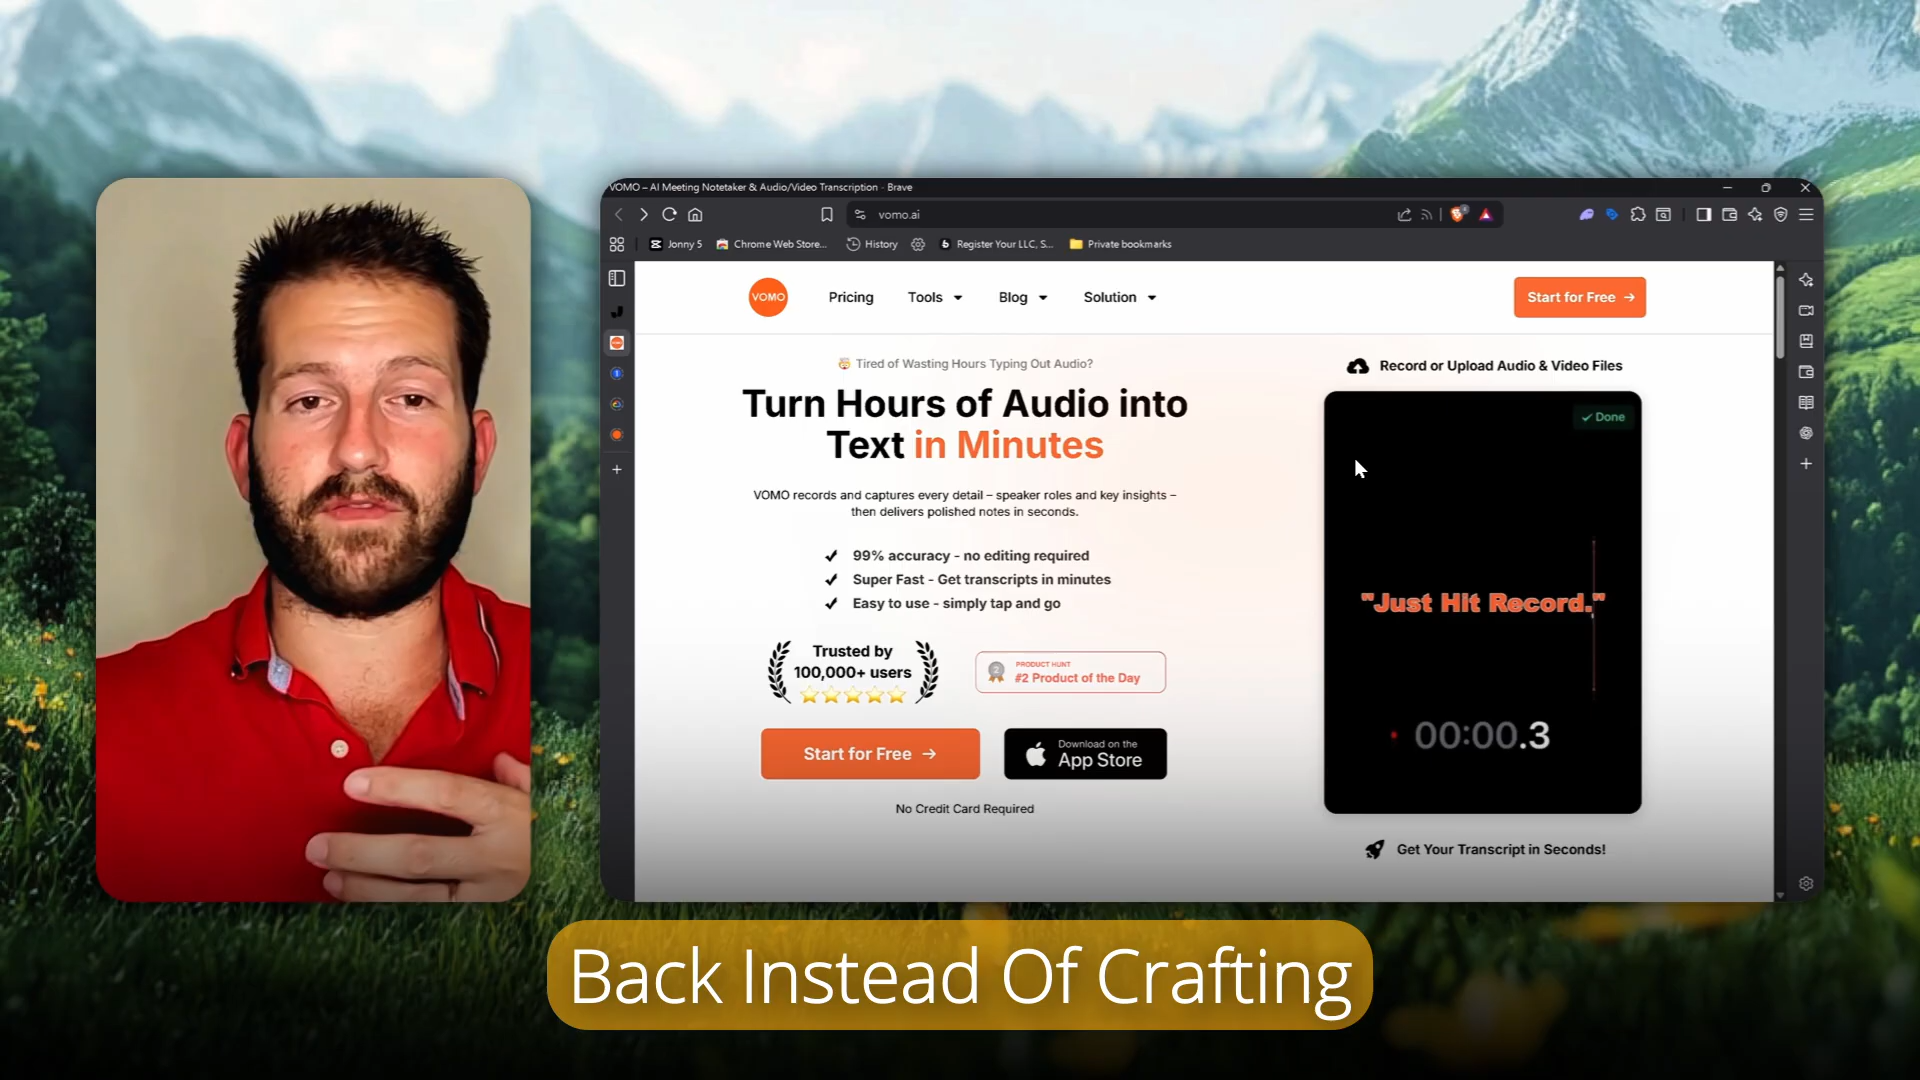 VOMO – AI Meeting Notetaker & Audio/Video Transcription - Brave
vomo.ai
Jonny 5
Chrome Web Store...
History
Register Your LLC, S...
Private bookmarks
VOMO
Pricing
Tools
Blog
Solution
Start for Free →
🤯 Tired of Wasting Hours Typing Out Audio?
Turn Hours of Audio into
Text in Minutes
VOMO records and captures every detail – speaker roles and key insights –
then delivers polished notes in seconds.
✔ 99% accuracy - no editing required
✔ Super Fast - Get transcripts in minutes
✔ Easy to use - simply tap and go
Trusted by
100,000+ users
PRODUCT HUNT
#2 Product of the Day
Start for Free →
Download on the
App Store
No Credit Card Required
Record or Upload Audio & Video Files
✓ Done
"Just Hit Record."
00:00.3
Get Your Transcript in Seconds!
Back Instead Of Crafting